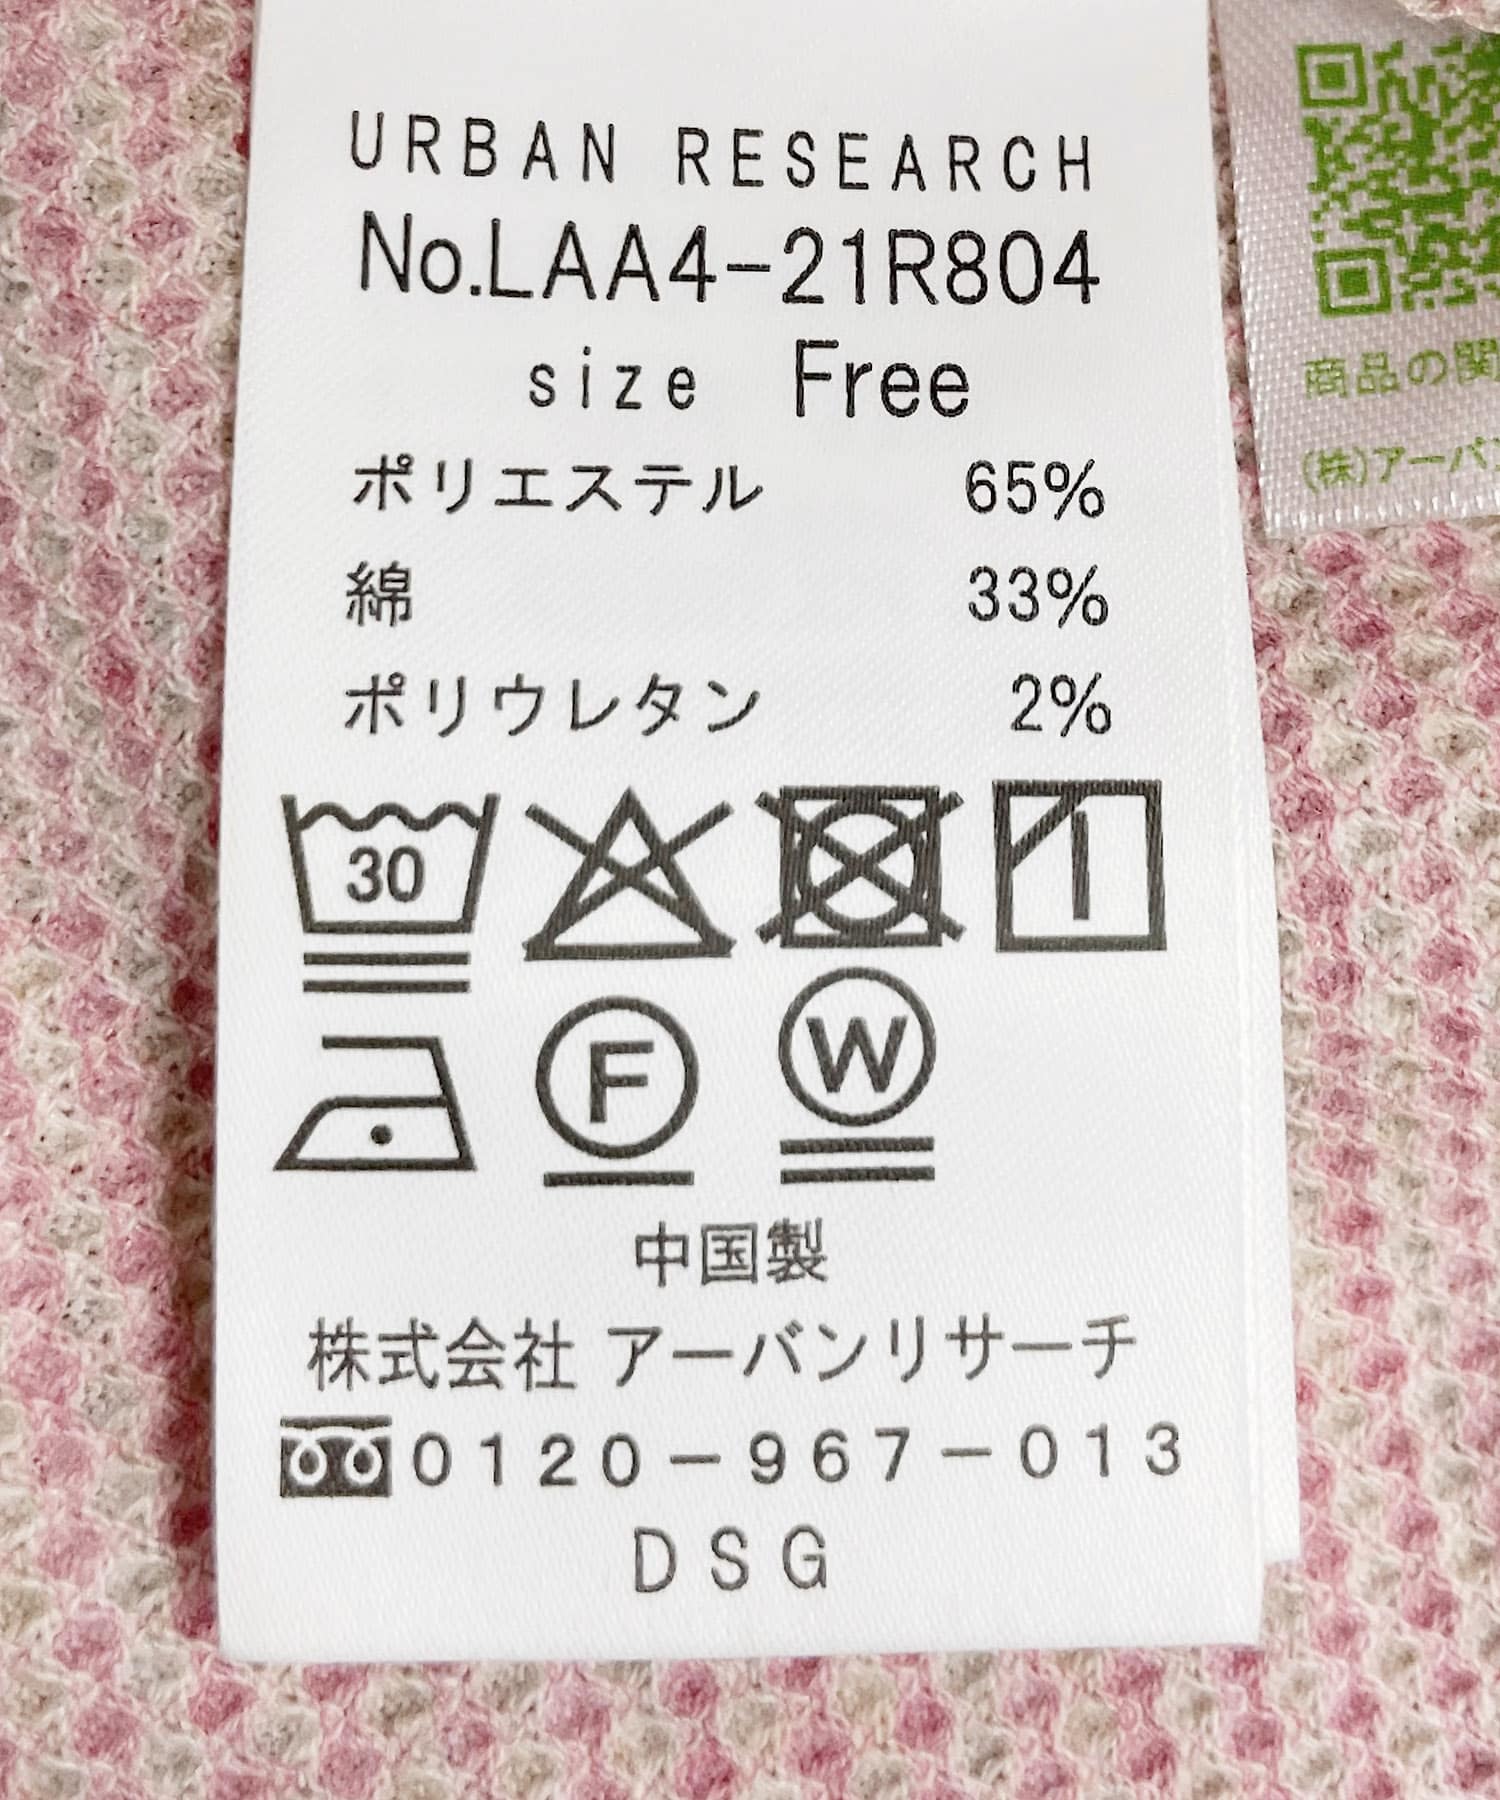 URBAN RESEARCH
No.LAA4-21R804
size Free
ポリエステル 65%
綿 33%
ポリウレタン 2%
30
F
W
中国製
株式会社 アーバンリサーチ
0120-967-013
DSG
商品の関
(株)アーバン